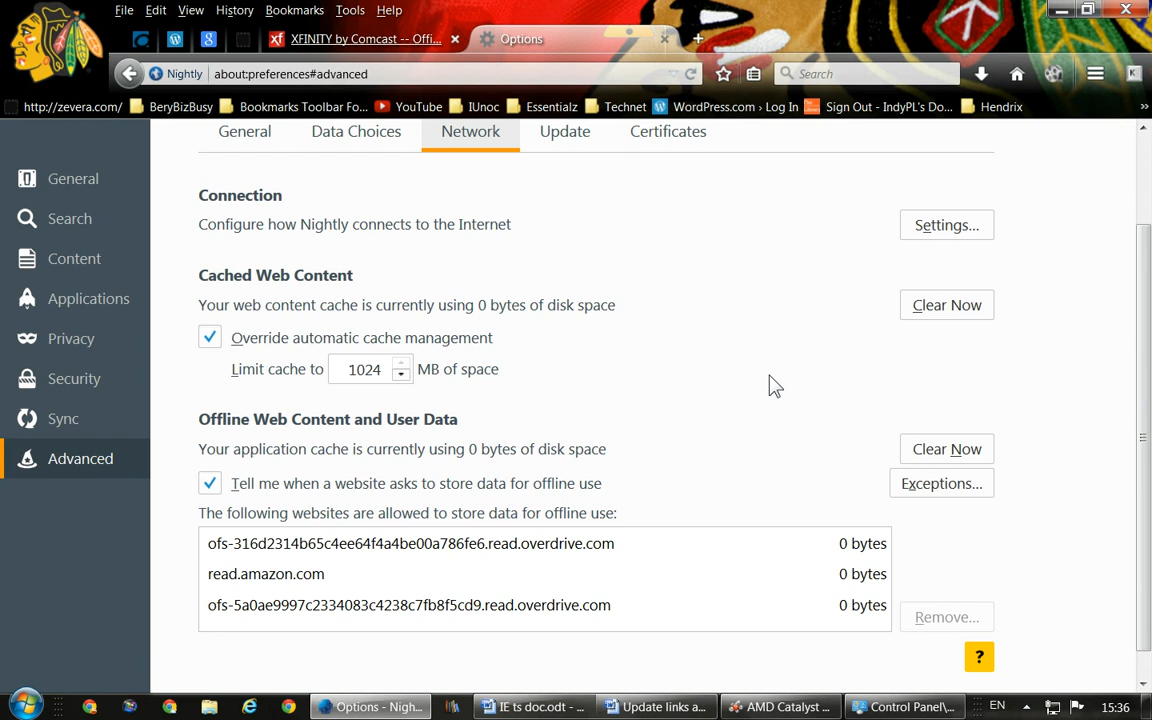 File Edit View History Bookmarks Tools Help
XFINITY by Comcast -- Offi... Options
Nightly about:preferences#advanced Search
http://zevera.com/ BeryBizBusy Bookmarks Toolbar Fo... YouTube IUnoc Essentialz Technet WordPress.com › Log In Sign Out - IndyPL's Do... Hendrix
General Data Choices Network Update Certificates
General
Search
Content
Applications
Privacy
Security
Sync
Advanced
Connection
Configure how Nightly connects to the Internet Settings...
Cached Web Content
Your web content cache is currently using 0 bytes of disk space Clear Now
Override automatic cache management
Limit cache to 1024 MB of space
Offline Web Content and User Data
Your application cache is currently using 0 bytes of disk space Clear Now
Tell me when a website asks to store data for offline use Exceptions...
The following websites are allowed to store data for offline use:
ofs-316d2314b65c4ee64f4a4be00a786fe6.read.overdrive.com 0 bytes
read.amazon.com 0 bytes
ofs-5a0ae9997c2334083c4238c7fb8f5cd9.read.overdrive.com 0 bytes
Remove...
?
Options - Nigh... IE ts doc.odt - ... Update links a... AMD Catalyst ... Control Panel\... EN 15:36